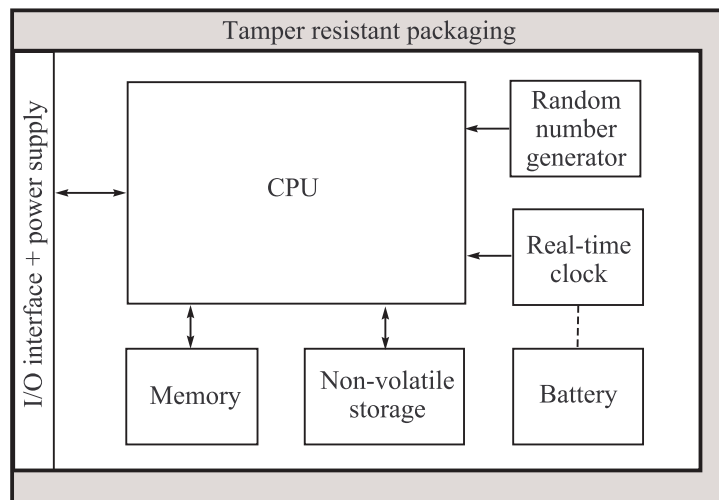 Tamper resistant packaging
I/O interface + power supply
CPU
Random
number
generator
Real-time
clock
Memory
Non-volatile
storage
Battery